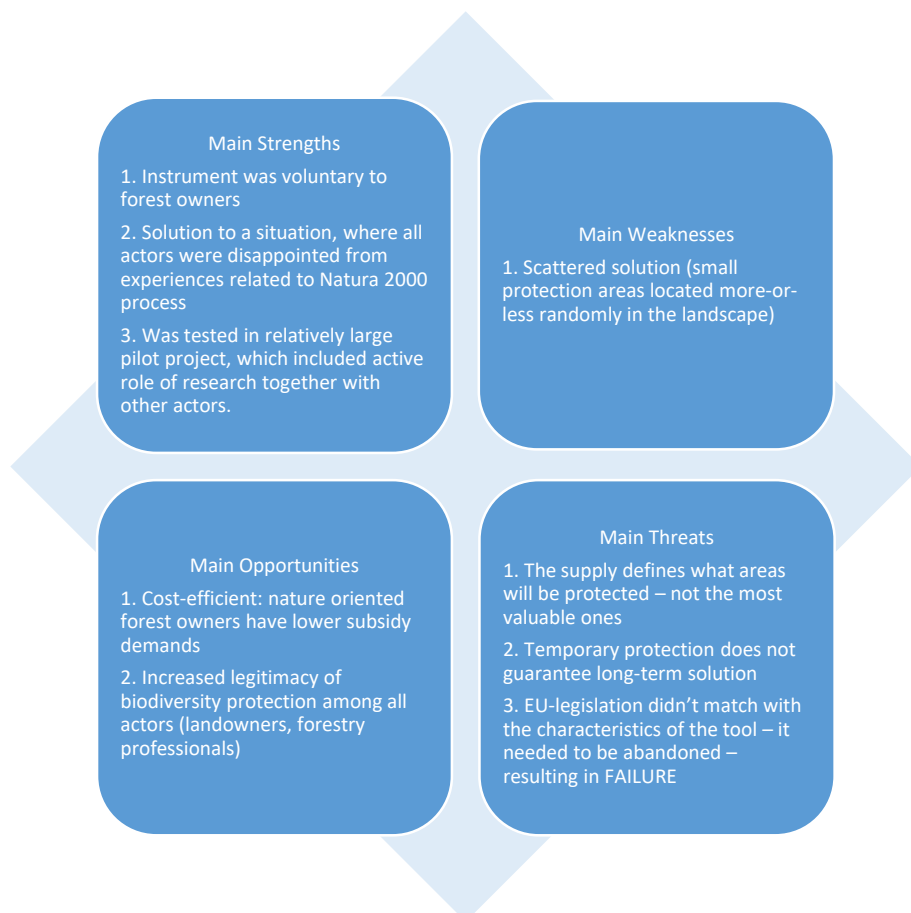 Main Strengths
1. Instrument was voluntary to
forest owners
2. Solution to a situation, where all
actors were disappointed from
experiences related to Natura 2000
process
3. Was tested in relatively large
pilot project, which included active
role of research together with
other actors.
Main Weaknesses
1. Scattered solution (small
protection areas located more-or-
less randomly in the landscape)
Main Opportunities
1. Cost-efficient: nature oriented
forest owners have lower subsidy
demands
2. Increased legitimacy of
biodiversity protection among all
actors (landowners, forestry
professionals)
Main Threats
1. The supply defines what areas
will be protected – not the most
valuable ones
2. Temporary protection does not
guarantee long-term solution
3. EU-legislation didn’t match with
the characteristics of the tool – it
needed to be abandoned –
resulting in FAILURE